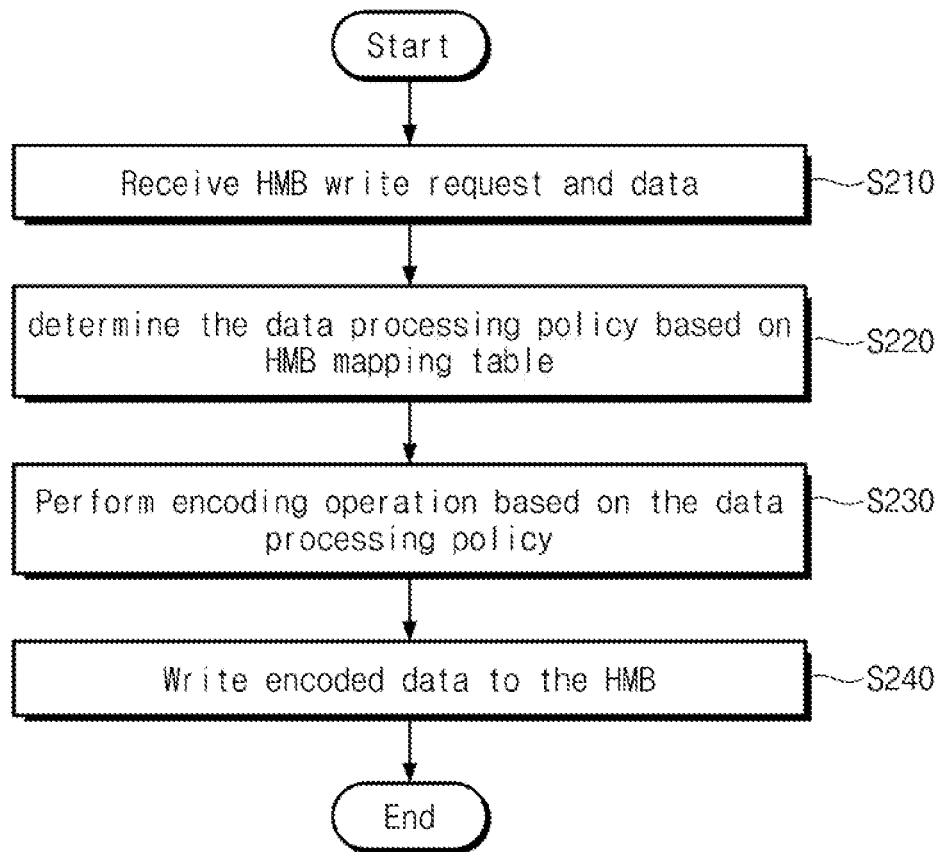 Start
Receive HMB write request and data
S210
determine the data processing policy based on
HMB mapping table
S220
Perform encoding operation based on the data
processing policy
S230
Write encoded data to the HMB
S240
End